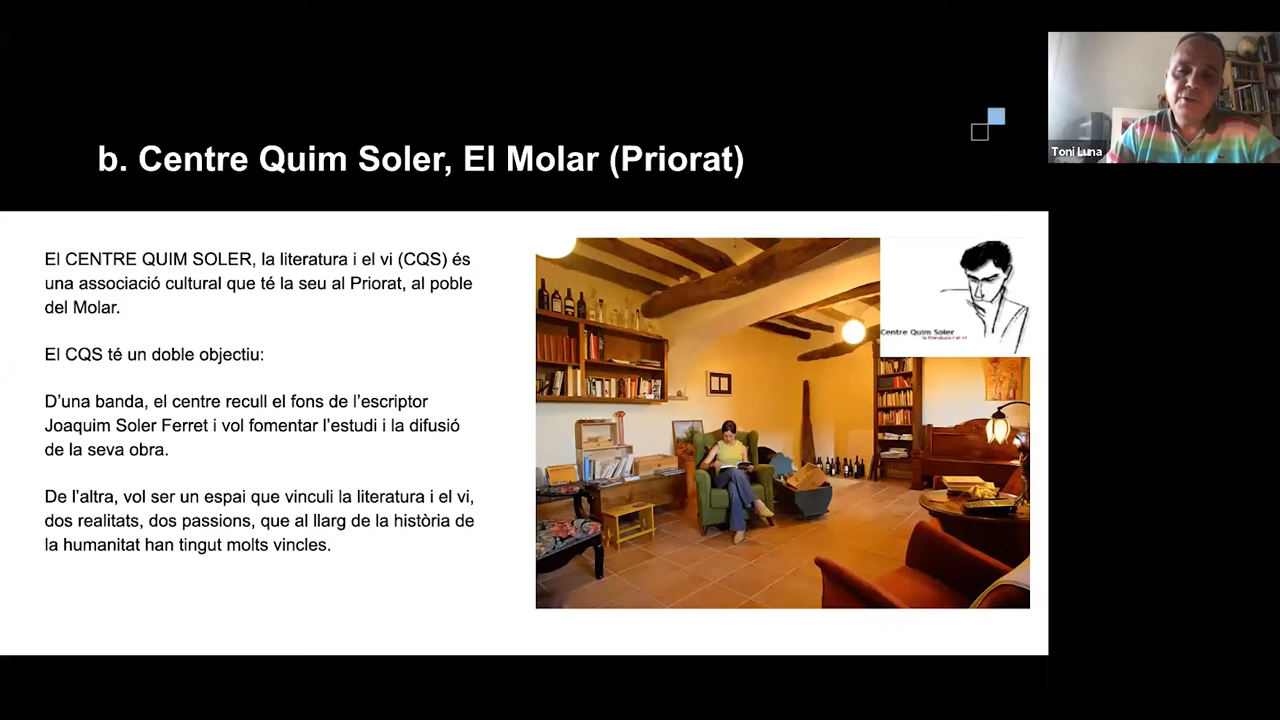 b. Centre Quim Soler, El Molar (Priorat)
Toni Luna
El CENTRE QUIM SOLER, la literatura i el vi (CQS) és
una associació cultural que té la seu al Priorat, al poble
del Molar.
El CQS té un doble objectiu:
D’una banda, el centre recull el fons de l’escriptor
Joaquim Soler Ferret i vol fomentar l’estudi i la difusió
de la seva obra.
De l’altra, vol ser un espai que vinculi la literatura i el vi,
dos realitats, dos passions, que al llarg de la història de
la humanitat han tingut molts vincles.
Centre Quim Soler
la literatura i el vi